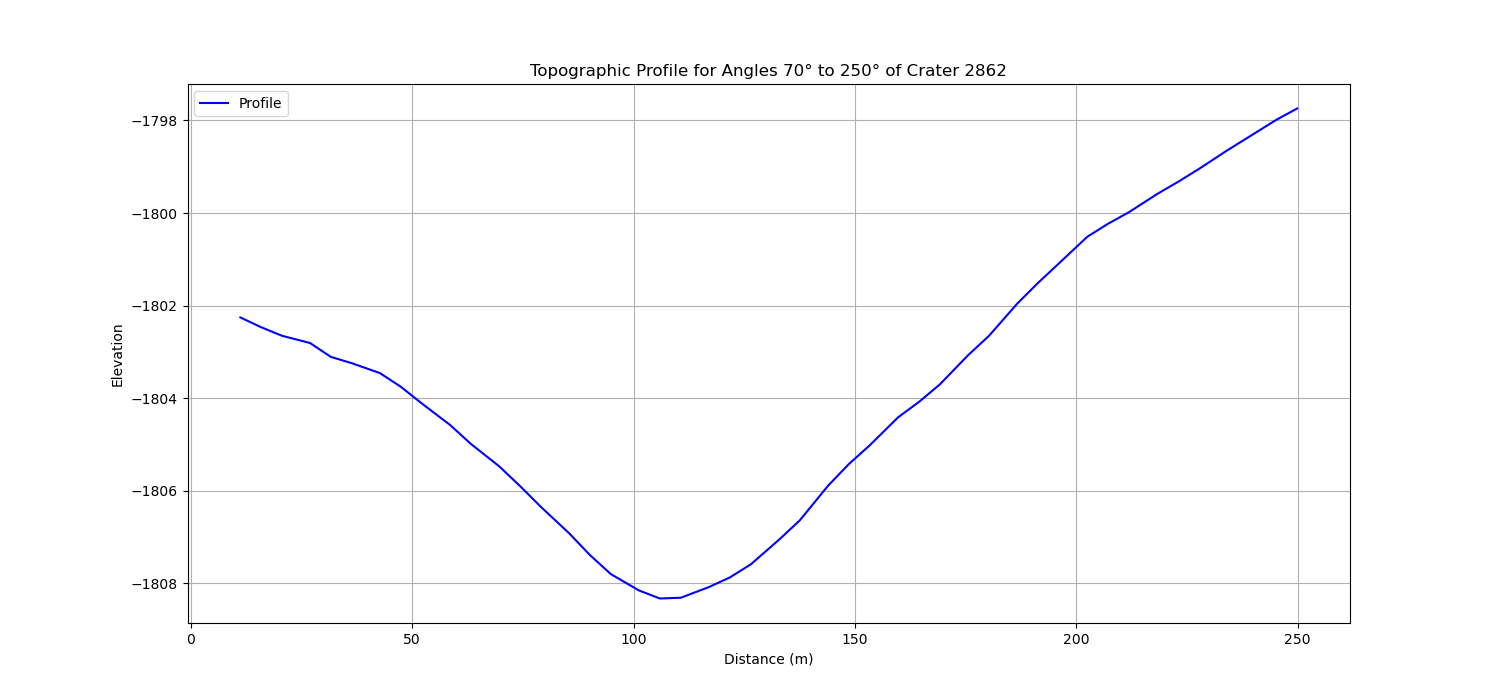 Topographic Profile for Angles 70° to 250° of Crater 2862
Profile
−1798
−1800
−1802
−1804
−1806
−1808
Elevation
0 50 100 150 200 250
Distance (m)